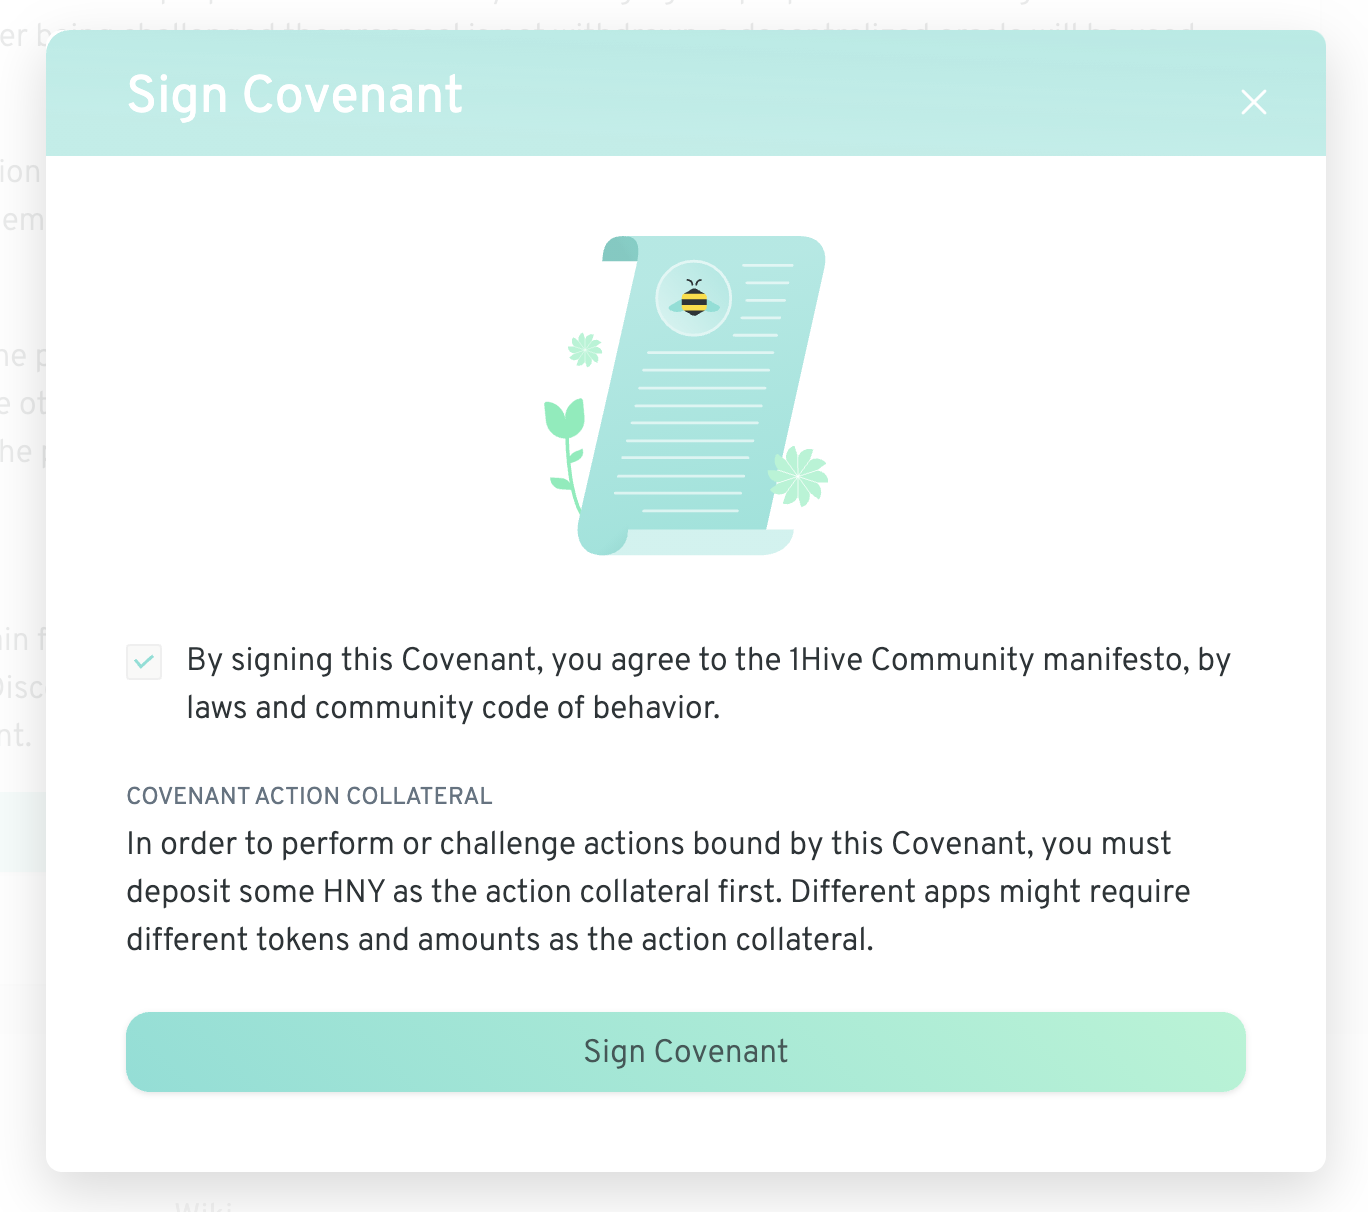 Sign Covenant
By signing this Covenant, you agree to the 1Hive Community manifesto, by
laws and community code of behavior.
COVENANT ACTION COLLATERAL
In order to perform or challenge actions bound by this Covenant, you must
deposit some HNY as the action collateral first. Different apps might require
different tokens and amounts as the action collateral.
Sign Covenant
Wiki